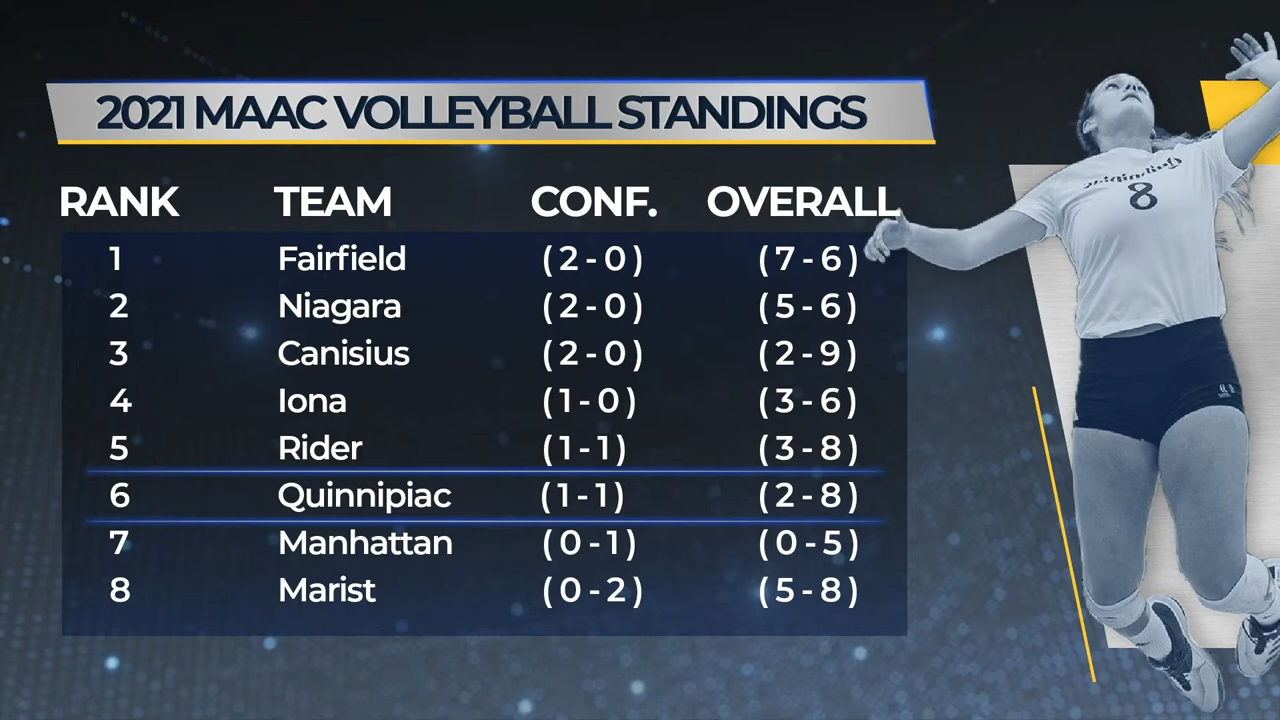 2021 MAAC VOLLEYBALL STANDINGS
RANK TEAM CONF. OVERALL
1 Fairfield (2-0) (7-6)
2 Niagara (2-0) (5-6)
3 Canisius (2-0) (2-9)
4 Iona (1-0) (3-6)
5 Rider (1-1) (3-8)
6 Quinnipiac (1-1) (2-8)
7 Manhattan (0-1) (0-5)
8 Marist (0-2) (5-8)
8